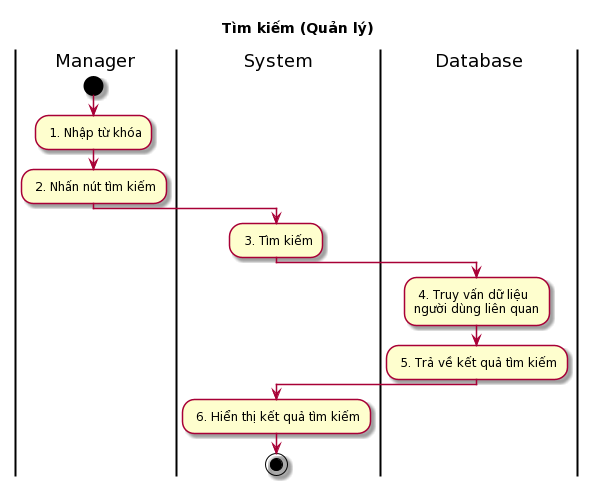 Tìm kiếm (Quản lý)
Manager
System
Database
1. Nhập từ khóa
2. Nhấn nút tìm kiếm
3. Tìm kiếm
4. Truy vấn dữ liệu
người dùng liên quan
5. Trả về kết quả tìm kiếm
6. Hiển thị kết quả tìm kiếm